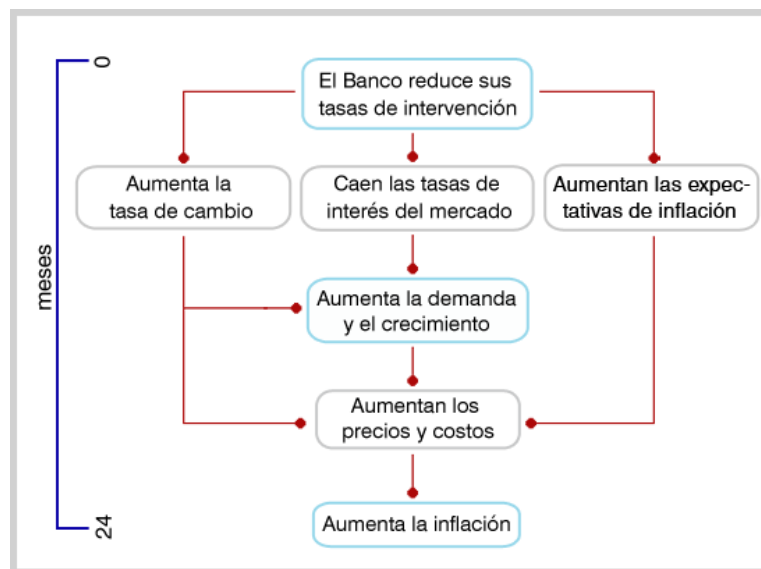 0
El Banco reduce sus
tasas de intervención
Aumenta la
tasa de cambio
Caen las tasas de
interés del mercado
Aumentan las expec-
tativas de inflación
meses
Aumenta la demanda
y el crecimiento
Aumentan los
precios y costos
24
Aumenta la inflación